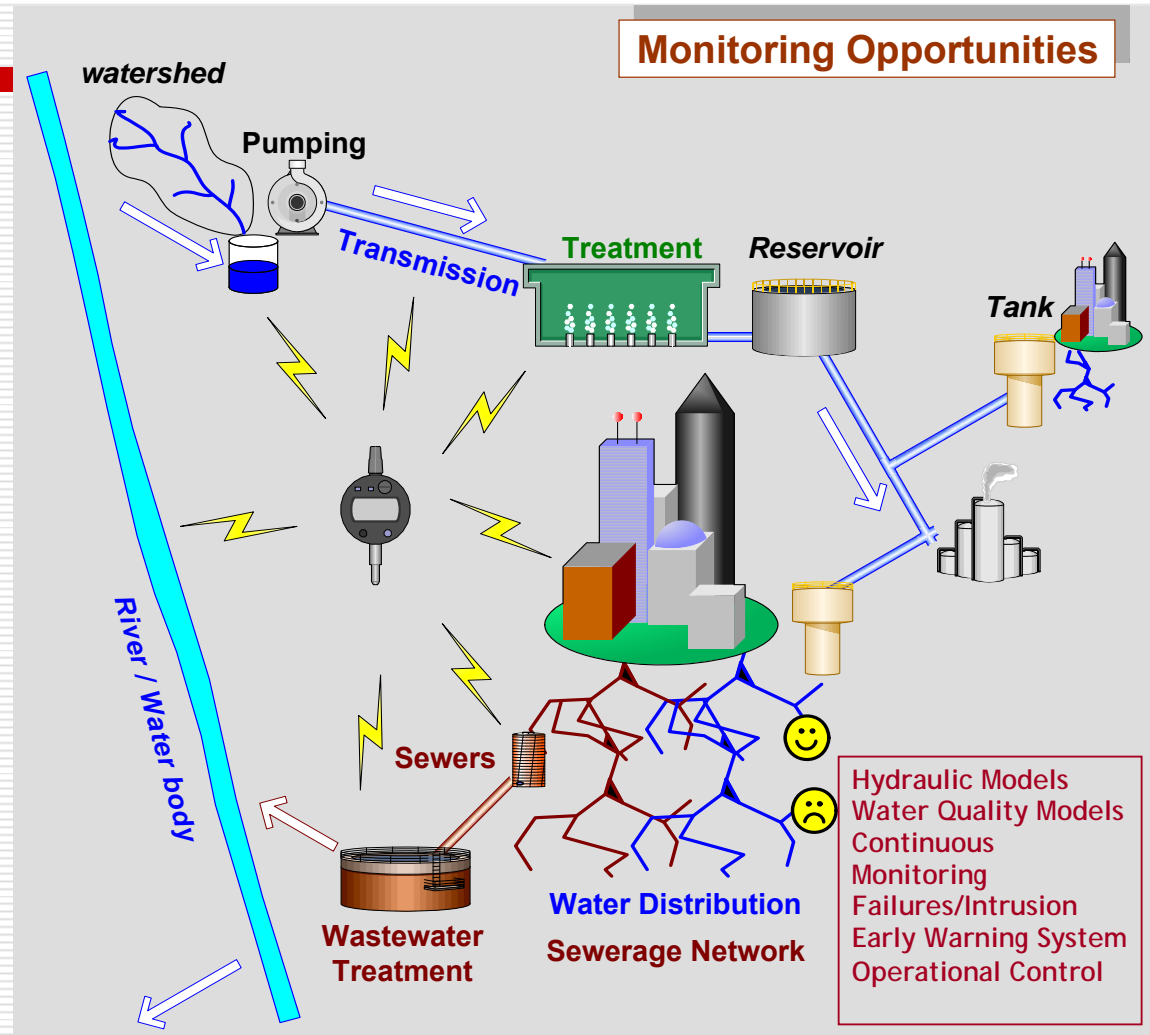 Monitoring Opportunities
watershed
Pumping
Transmission
Treatment
Reservoir
Tank
River / Water body
Sewers
Wastewater
Treatment
Water Distribution
Sewerage Network
Hydraulic Models
Water Quality Models
Continuous
Monitoring
Failures/Intrusion
Early Warning System
Operational Control